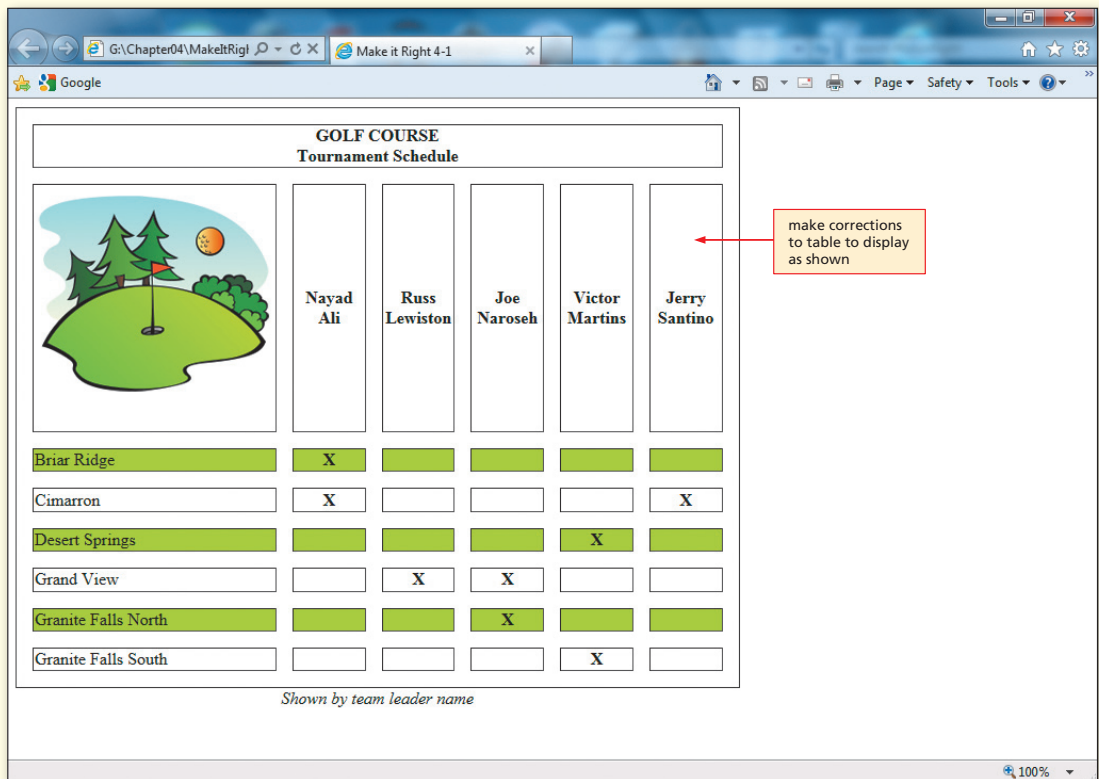 G:\Chapter04\MakeItRigl
Make it Right 4-1
Google
Page Safety Tools
GOLF COURSE
Tournament Schedule
Nayad Ali
Russ Lewiston
Joe Naroseh
Victor Martins
Jerry Santino
make corrections
to table to display
as shown
Briar Ridge X
Cimarron X X
Desert Springs X
Grand View X X
Granite Falls North X
Granite Falls South X
Shown by team leader name
100%